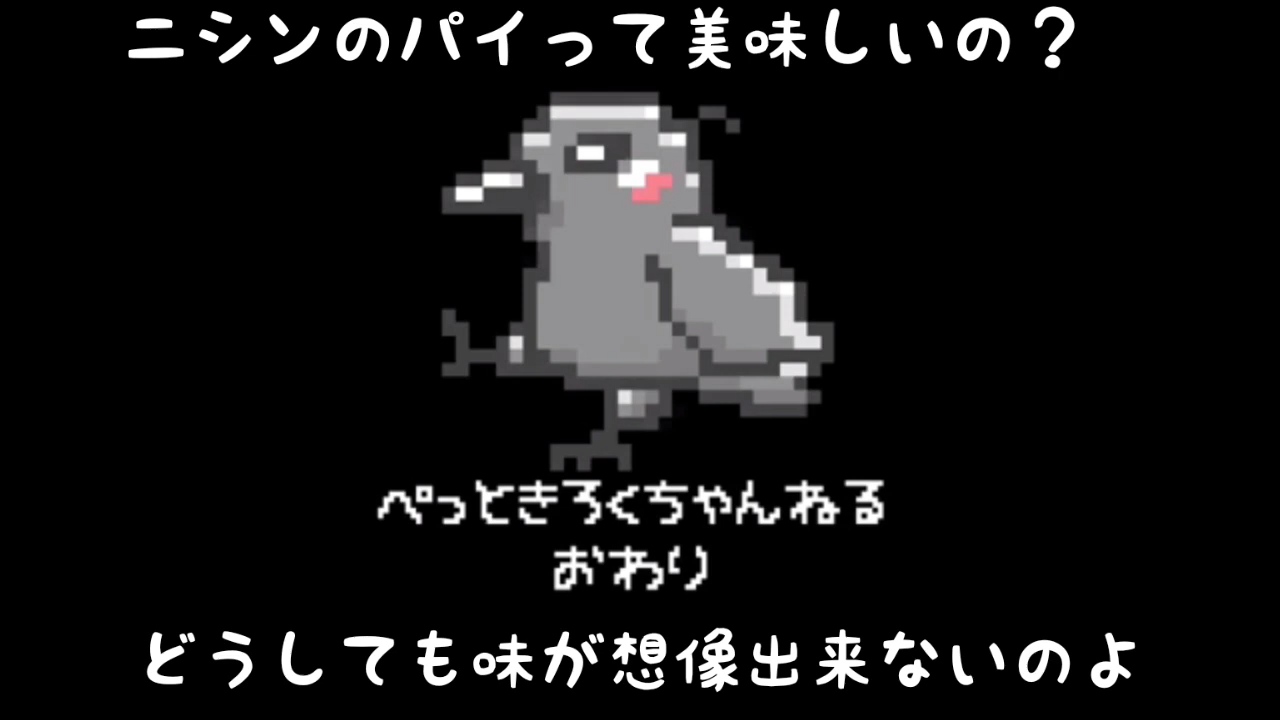 ニシンのパイって美味しいの？
ぺっときろくちゃんねる
おわり
どうしても味が想像出来ないのよ